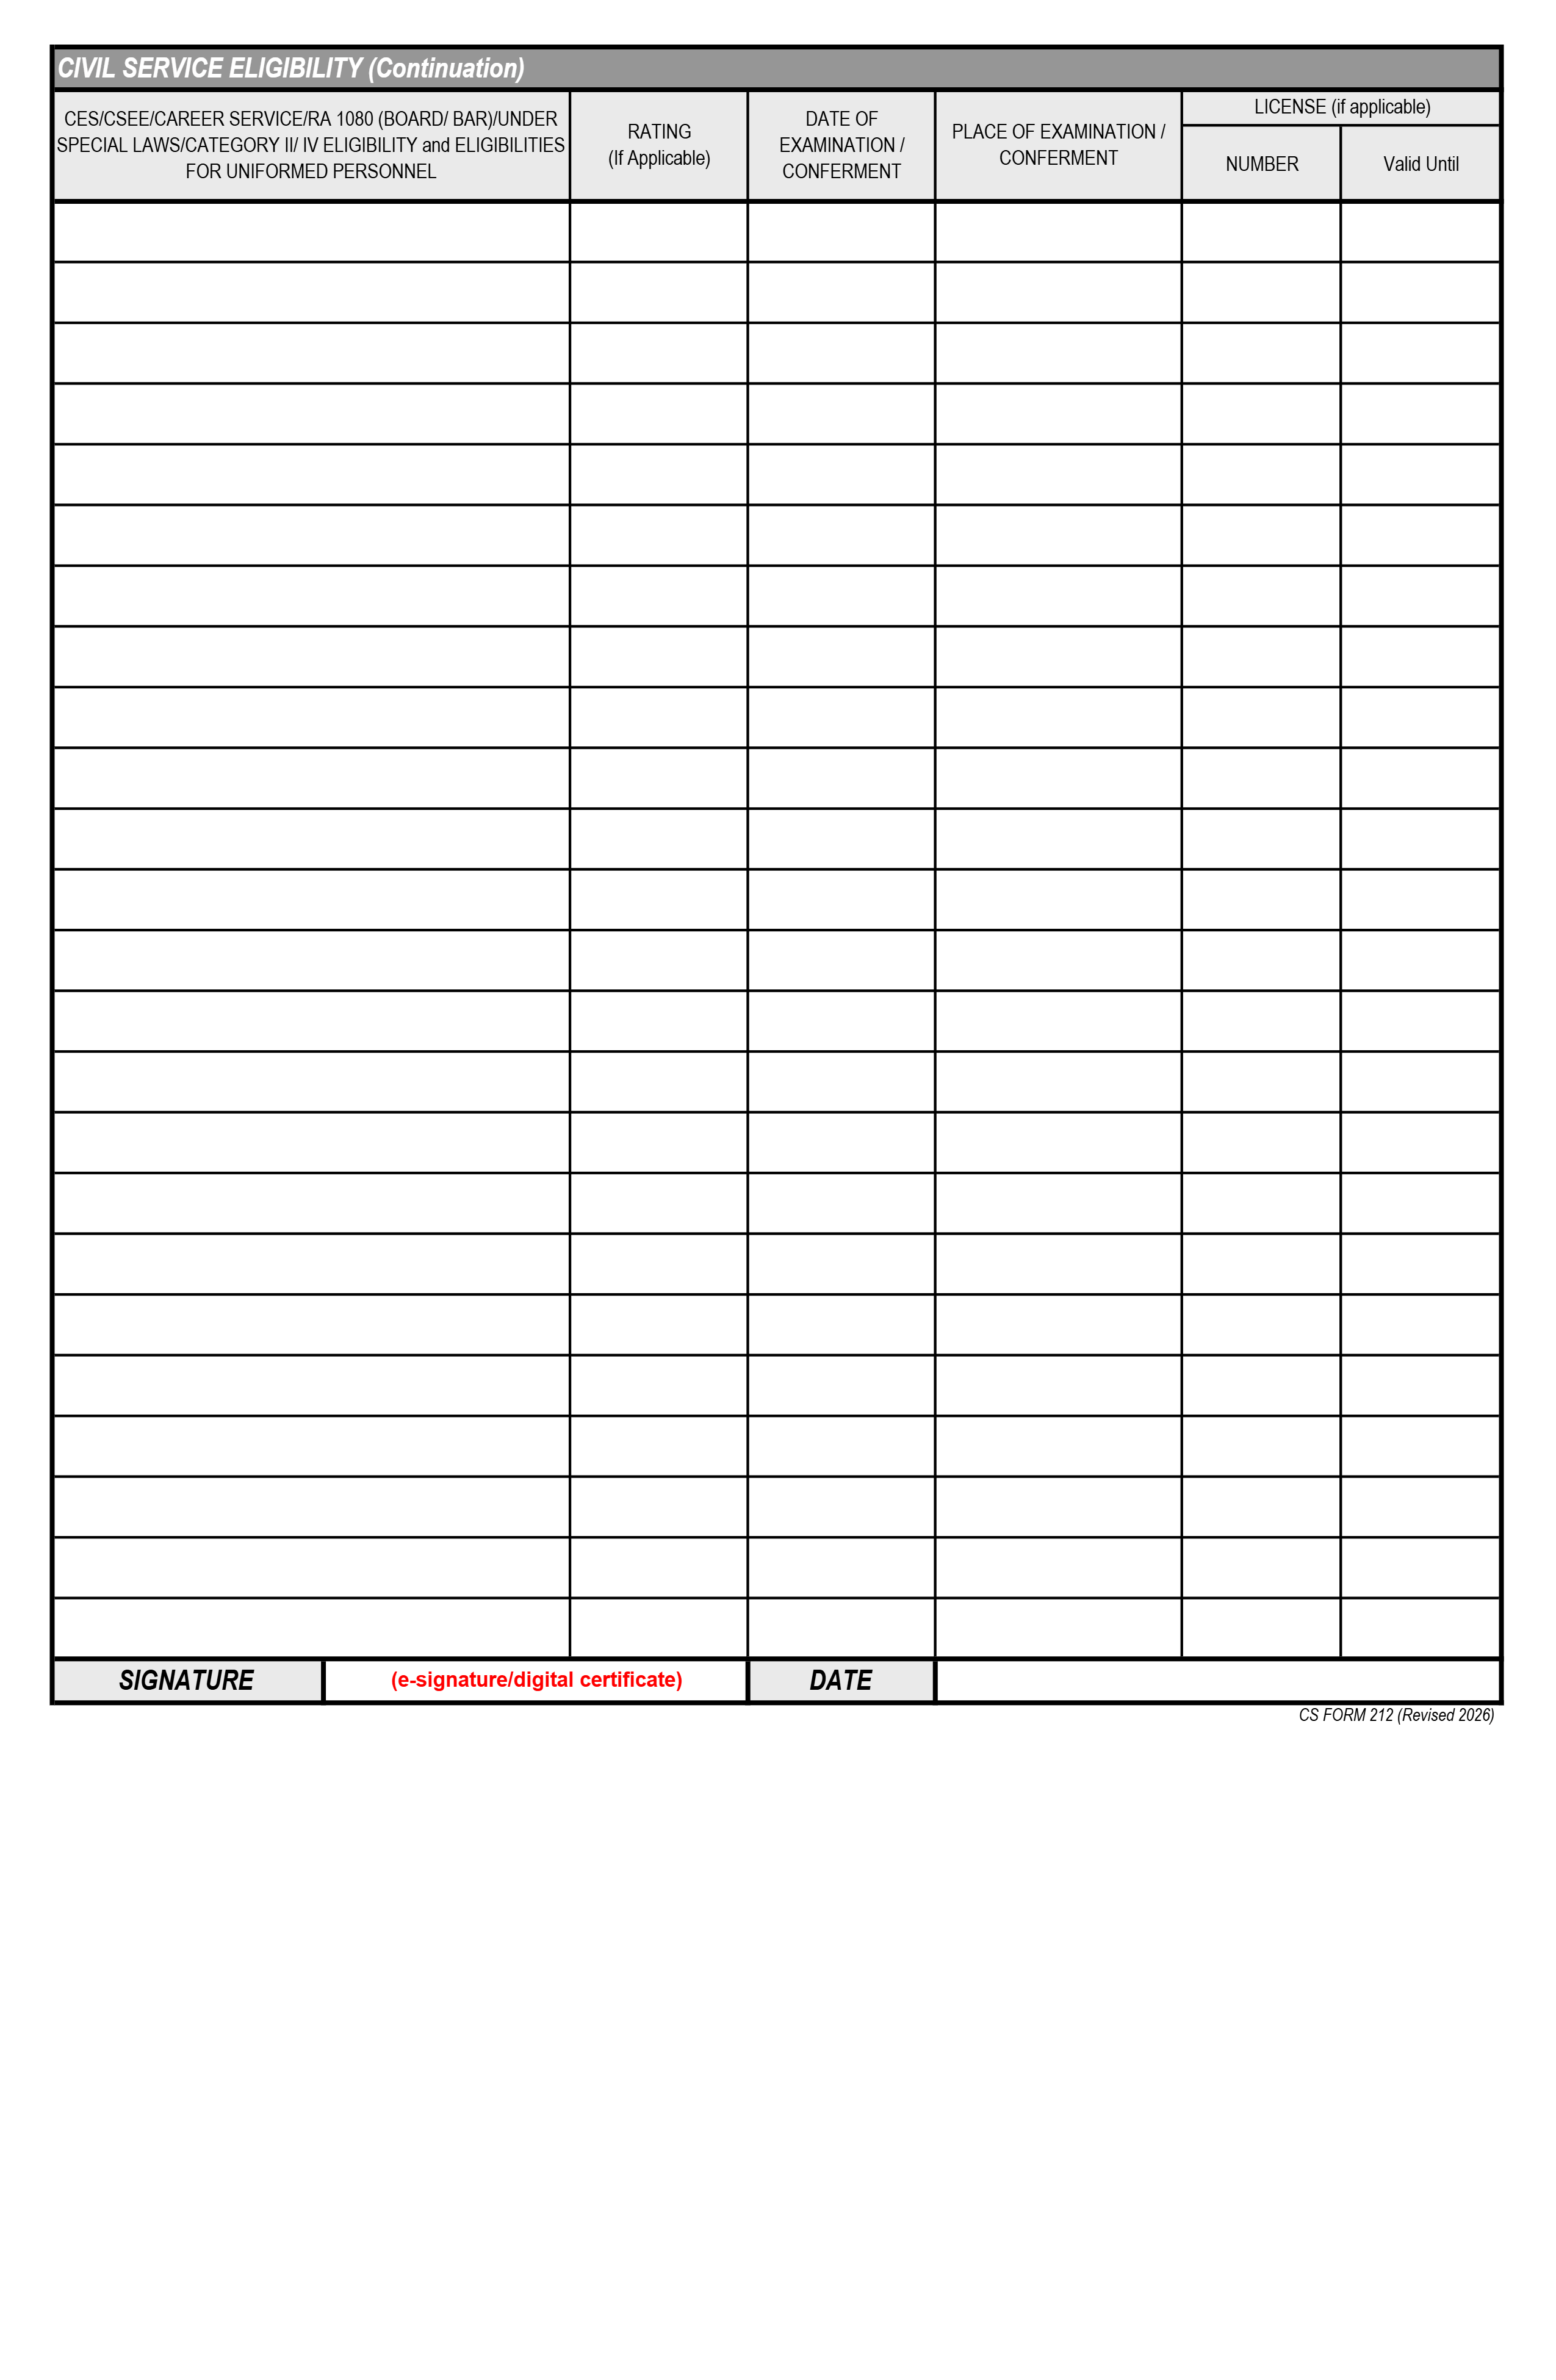 CIVIL SERVICE ELIGIBILITY (Continuation)
CES/CSEE/CAREER SERVICE/RA 1080 (BOARD/ BAR)/UNDER
SPECIAL LAWS/CATEGORY II/ IV ELIGIBILITY and ELIGIBILITIES
FOR UNIFORMED PERSONNEL
RATING
(If Applicable)
DATE OF
EXAMINATION /
CONFERMENT
PLACE OF EXAMINATION /
CONFERMENT
LICENSE (if applicable)
NUMBER
Valid Until
SIGNATURE
(e-signature/digital certificate)
DATE
CS FORM 212 (Revised 2026)